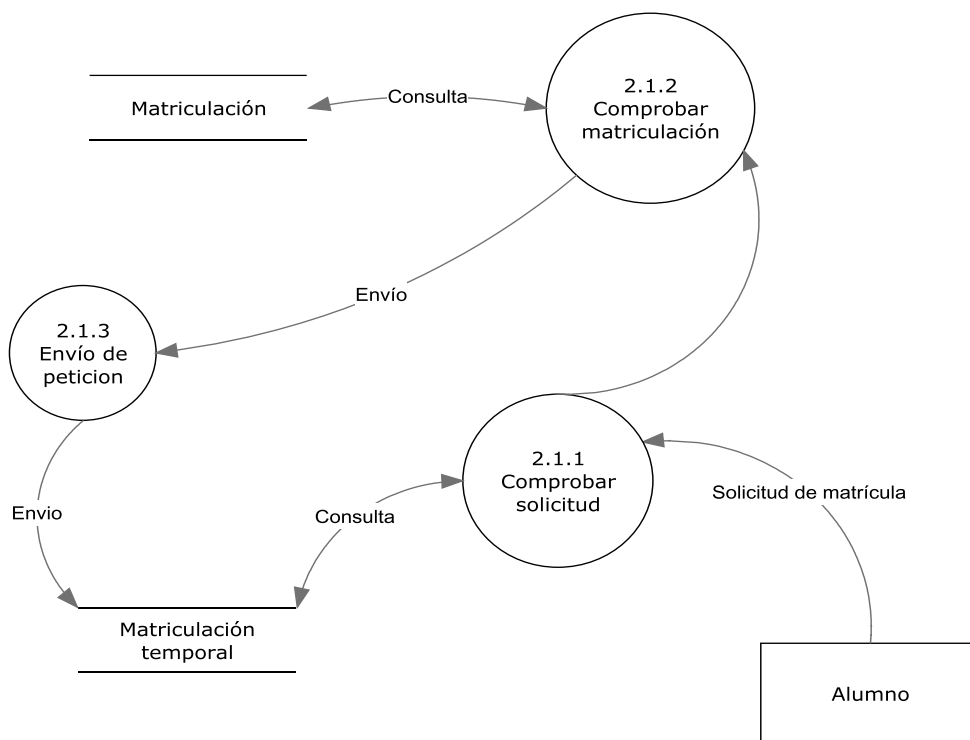 2.1.2
Comprobar
matriculación
Consulta
Matriculación
Envío
2.1.3
Envío de
peticion
2.1.1
Comprobar
solicitud
Solicitud de matrícula
Envio
Consulta
Matriculación
temporal
Alumno